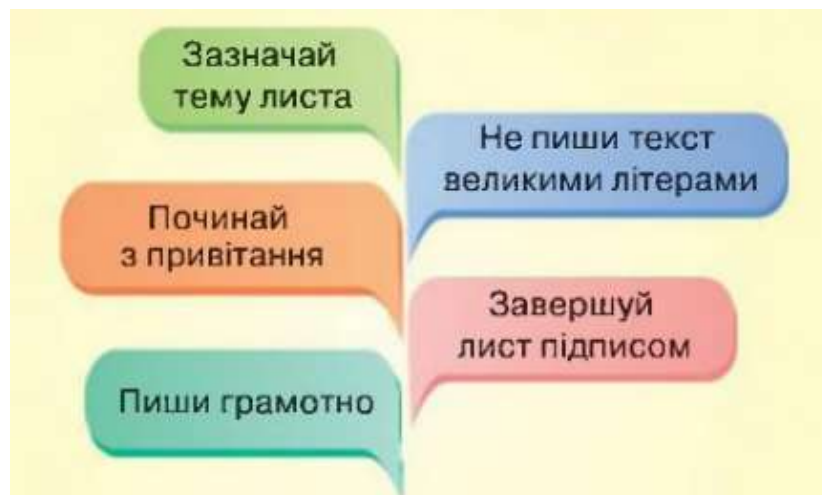 Зазначай
тему листа
Не пиши текст
великими літерами
Починай
з привітання
Завершуй
лист підписом
Пиши грамотно